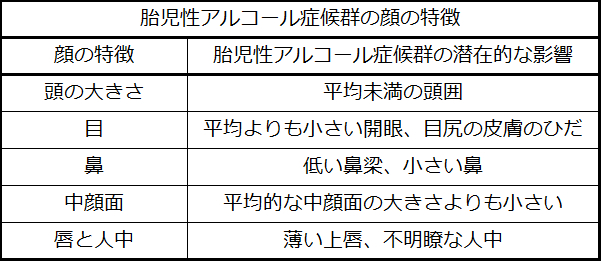 胎児性アルコール症候群の顔の特徴
顔の特徴 胎児性アルコール症候群の潜在的な影響
頭の大きさ 平均未満の頭囲
目 平均よりも小さい開眼、目尻の皮膚のひだ
鼻 低い鼻梁、小さい鼻
中顔面 平均的な中顔面の大きさよりも小さい
唇と人中 薄い上唇、不明瞭な人中